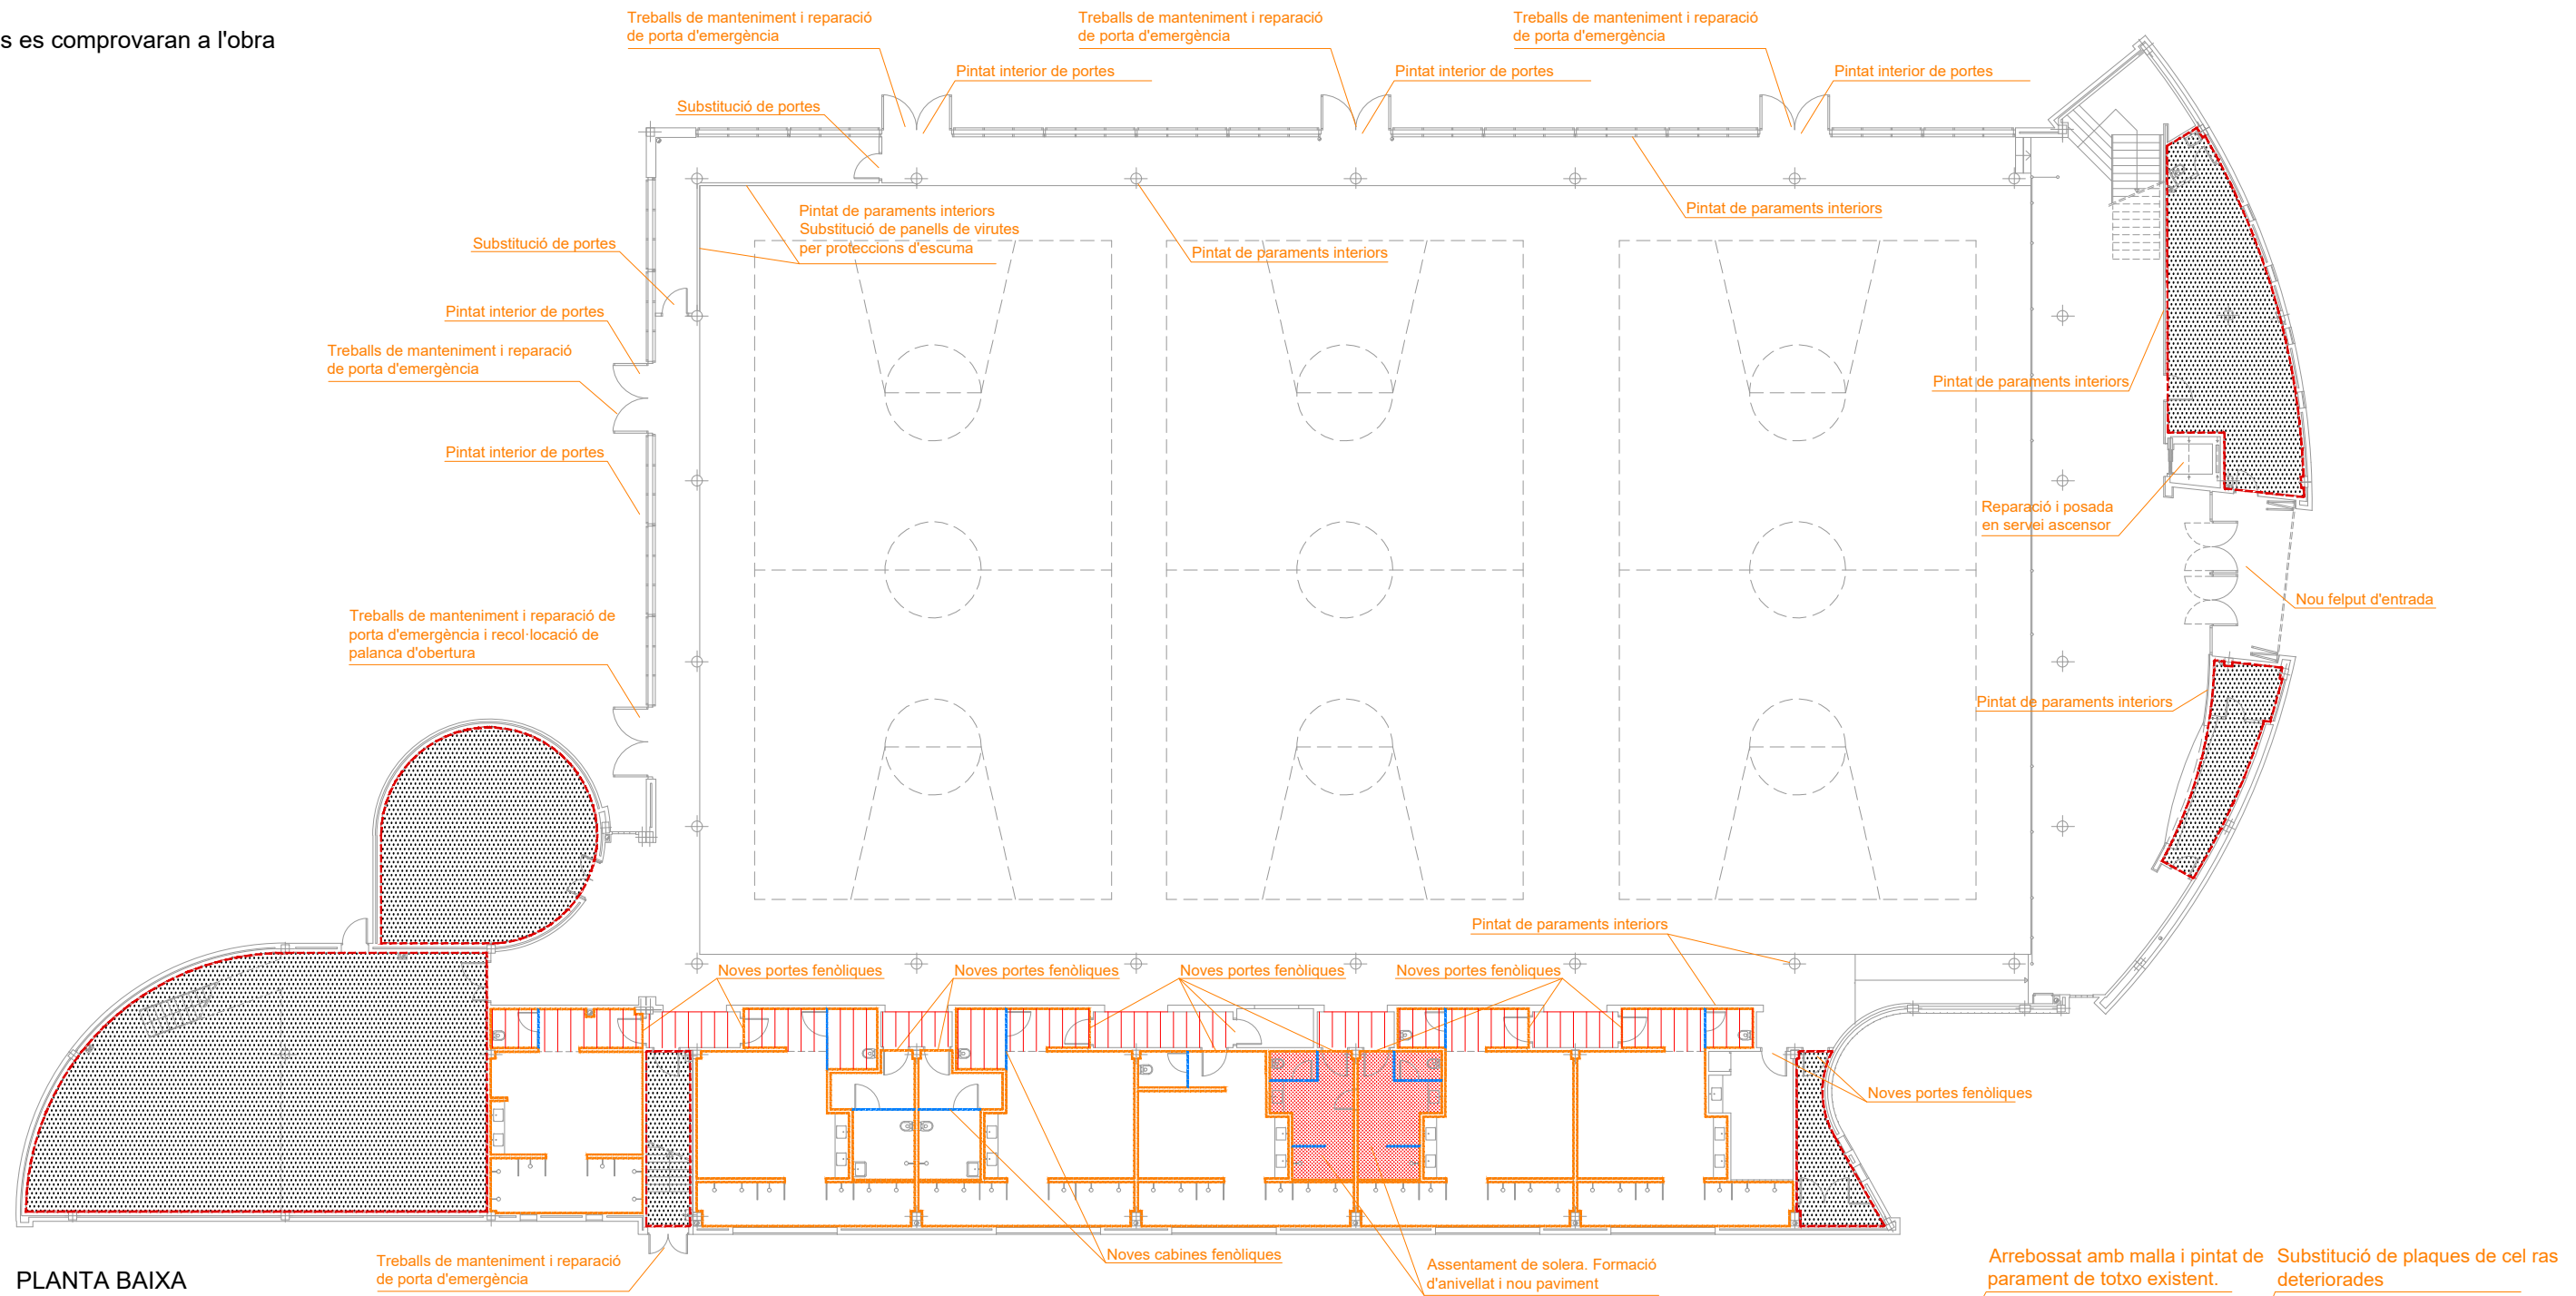 s es comprovaran a l'obra
Treballs de manteniment i reparació
de porta d'emergència
Treballs de manteniment i reparació
de porta d'emergència
Treballs de manteniment i reparació
de porta d'emergència
Pintat interior de portes
Pintat interior de portes
Pintat interior de portes
Substitució de portes
Pintat de paraments interiors
Substitució de panells de virutes
per proteccions d'escuma
Pintat de paraments interiors
Pintat de paraments interiors
Substitució de portes
Pintat interior de portes
Treballs de manteniment i reparació
de porta d'emergència
Pintat de paraments interiors
Pintat interior de portes
Reparació i posada
en servei ascensor
Nou felput d'entrada
Treballs de manteniment i reparació de
porta d'emergència i recol·locació de
palanca d'obertura
Pintat de paraments interiors
Pintat de paraments interiors
Noves portes fenòliques
Noves portes fenòliques
Noves portes fenòliques
Noves portes fenòliques
Noves portes fenòliques
Noves cabines fenòliques
Treballs de manteniment i reparació
de porta d'emergència
Assentament de solera. Formació
d'anivellat i nou paviment
Arrebossat amb malla i pintat de
parament de totxo existent.
Substitució de plaques de cel ras
deteriorades
PLANTA BAIXA